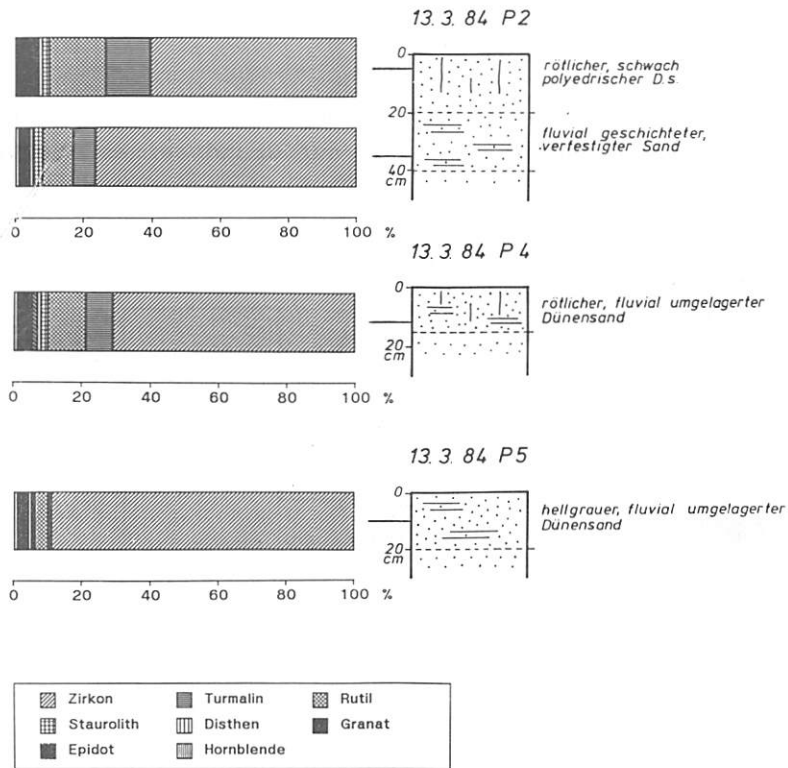 13. 3. 84 P2
0
20
40
cm
rötlicher, schwach
polyedrischer D.s.
fluvial geschichteter,
verfestigter Sand
0 20 40 60 80 100 %
13. 3. 84 P4
0
20
cm
rötlicher, fluvial umgelagerter
Dünensand
0 20 40 60 80 100 %
13. 3. 84 P5
0
20
cm
hellgrauer, fluvial umgelagerter
Dünensand
0 20 40 60 80 100 %
Zirkon Turmalin Rutil
Staurolith Disthen Granat
Epidot Hornblende